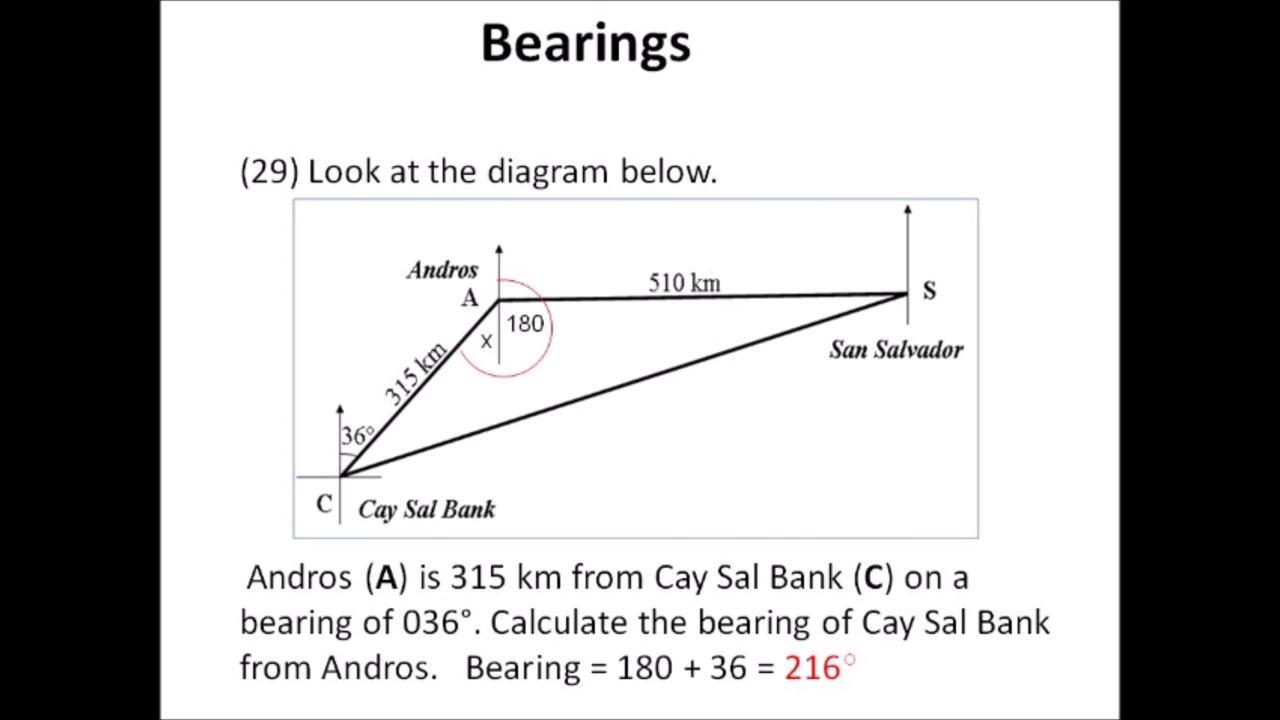 Bearings
(29) Look at the diagram below.
Andros
A
510 km
S
180
x
San Salvador
315 km
36°
C
Cay Sal Bank
Andros (A) is 315 km from Cay Sal Bank (C) on a
bearing of 036°. Calculate the bearing of Cay Sal Bank
from Andros. Bearing = 180 + 36 = 216°